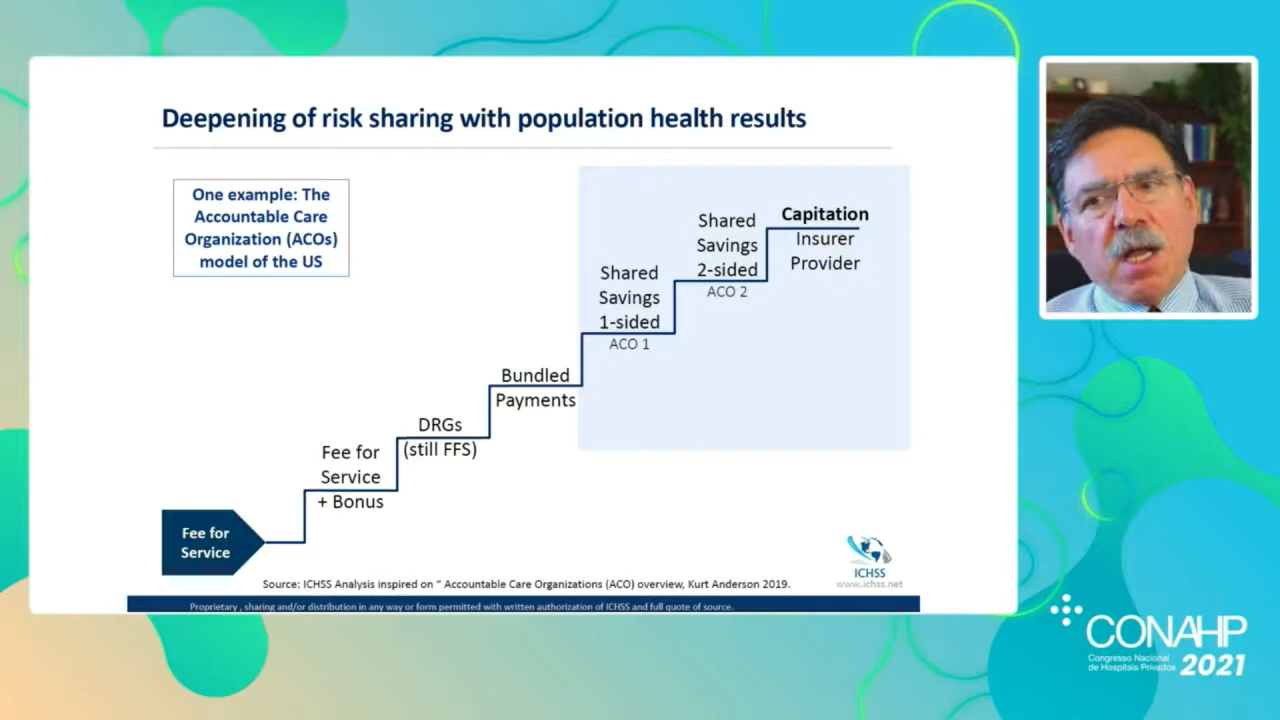 Deepening of risk sharing with population health results
One example: The
Accountable Care
Organization (ACOs)
model of the US
Capitation
Insurer
Provider
Shared
Savings
2-sided
ACO 2
Shared
Savings
1-sided
ACO 1
Bundled
Payments
DRGs
(still FFS)
Fee for
Service
+ Bonus
Fee for
Service
ICHSS
www.ichss.net
Source: ICHSS Analysis inspired on “ Accountable Care Organizations (ACO) overview, Kurt Anderson 2019.
Proprietary , sharing and/or distribution in any way or form permitted with written authorization of ICHSS and full quote of source.
CONAHP
Congresso Nacional
de Hospitais Privados
2021